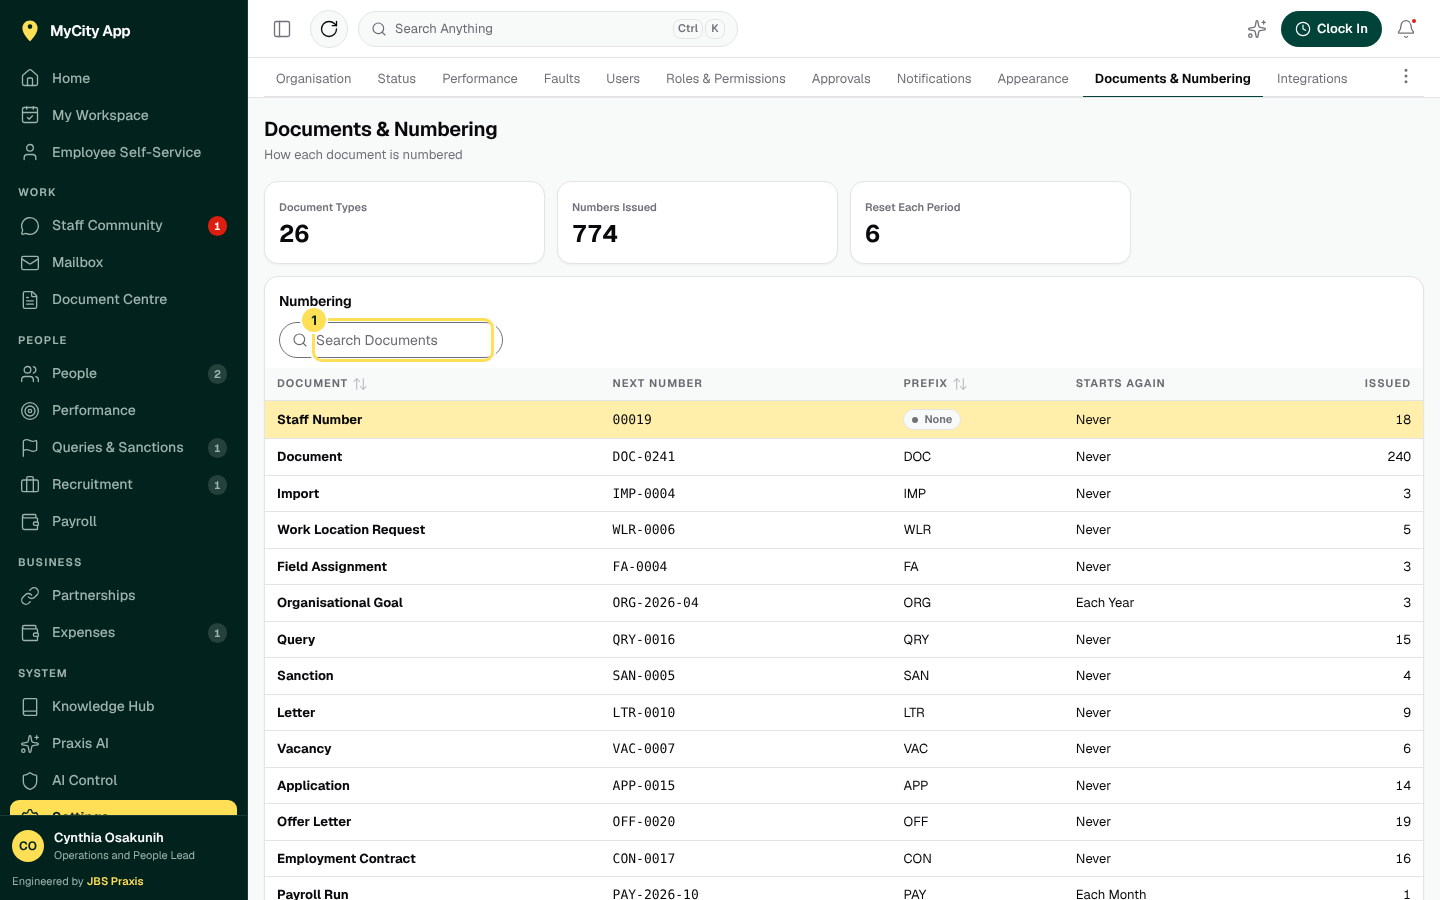 MyCity App
Home
My Workspace
Employee Self-Service
WORK
Staff Community 1
Mailbox
Document Centre
PEOPLE
People 2
Performance
Queries & Sanctions 1
Recruitment 1
Payroll
BUSINESS
Partnerships
Expenses 1
SYSTEM
Knowledge Hub
Praxis AI
AI Control
Settings
CO
Cynthia Osakunih
Operations and People Lead
Engineered by JBS Praxis
Search Anything Ctrl K
Clock In
Organisation Status Performance Faults Users Roles & Permissions Approvals Notifications Appearance Documents & Numbering Integrations
Documents & Numbering
How each document is numbered
Document Types
26
Numbers Issued
774
Reset Each Period
6
Numbering
1
Search Documents
DOCUMENT NEXT NUMBER PREFIX STARTS AGAIN ISSUED
Staff Number 00019 None Never 18
Document DOC-0241 DOC Never 240
Import IMP-0004 IMP Never 3
Work Location Request WLR-0006 WLR Never 5
Field Assignment FA-0004 FA Never 3
Organisational Goal ORG-2026-04 ORG Each Year 3
Query QRY-0016 QRY Never 15
Sanction SAN-0005 SAN Never 4
Letter LTR-0010 LTR Never 9
Vacancy VAC-0007 VAC Never 6
Application APP-0015 APP Never 14
Offer Letter OFF-0020 OFF Never 19
Employment Contract CON-0017 CON Never 16
Payroll Run PAY-2026-10 PAY Each Month 1